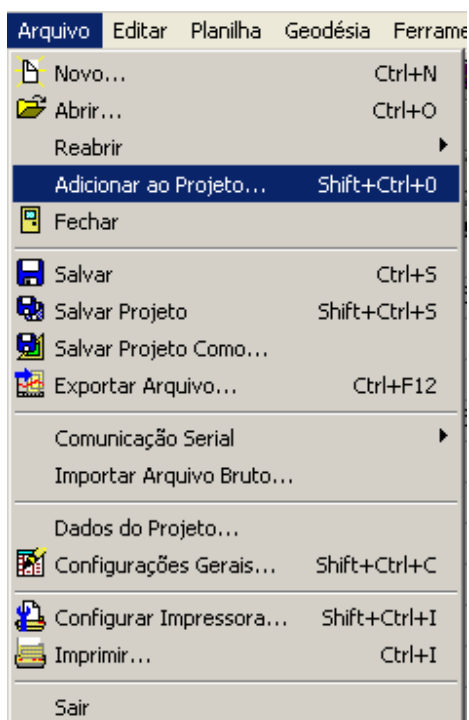 Arquivo Editar Planilha Geodésia Ferrame
Novo... Ctrl+N
Abrir... Ctrl+O
Reabrir
Adicionar ao Projeto... Shift+Ctrl+0
Fechar
Salvar Ctrl+S
Salvar Projeto Shift+Ctrl+S
Salvar Projeto Como...
Exportar Arquivo... Ctrl+F12
Comunicação Serial
Importar Arquivo Bruto...
Dados do Projeto...
Configurações Gerais... Shift+Ctrl+C
Configurar Impressora... Shift+Ctrl+I
Imprimir... Ctrl+I
Sair